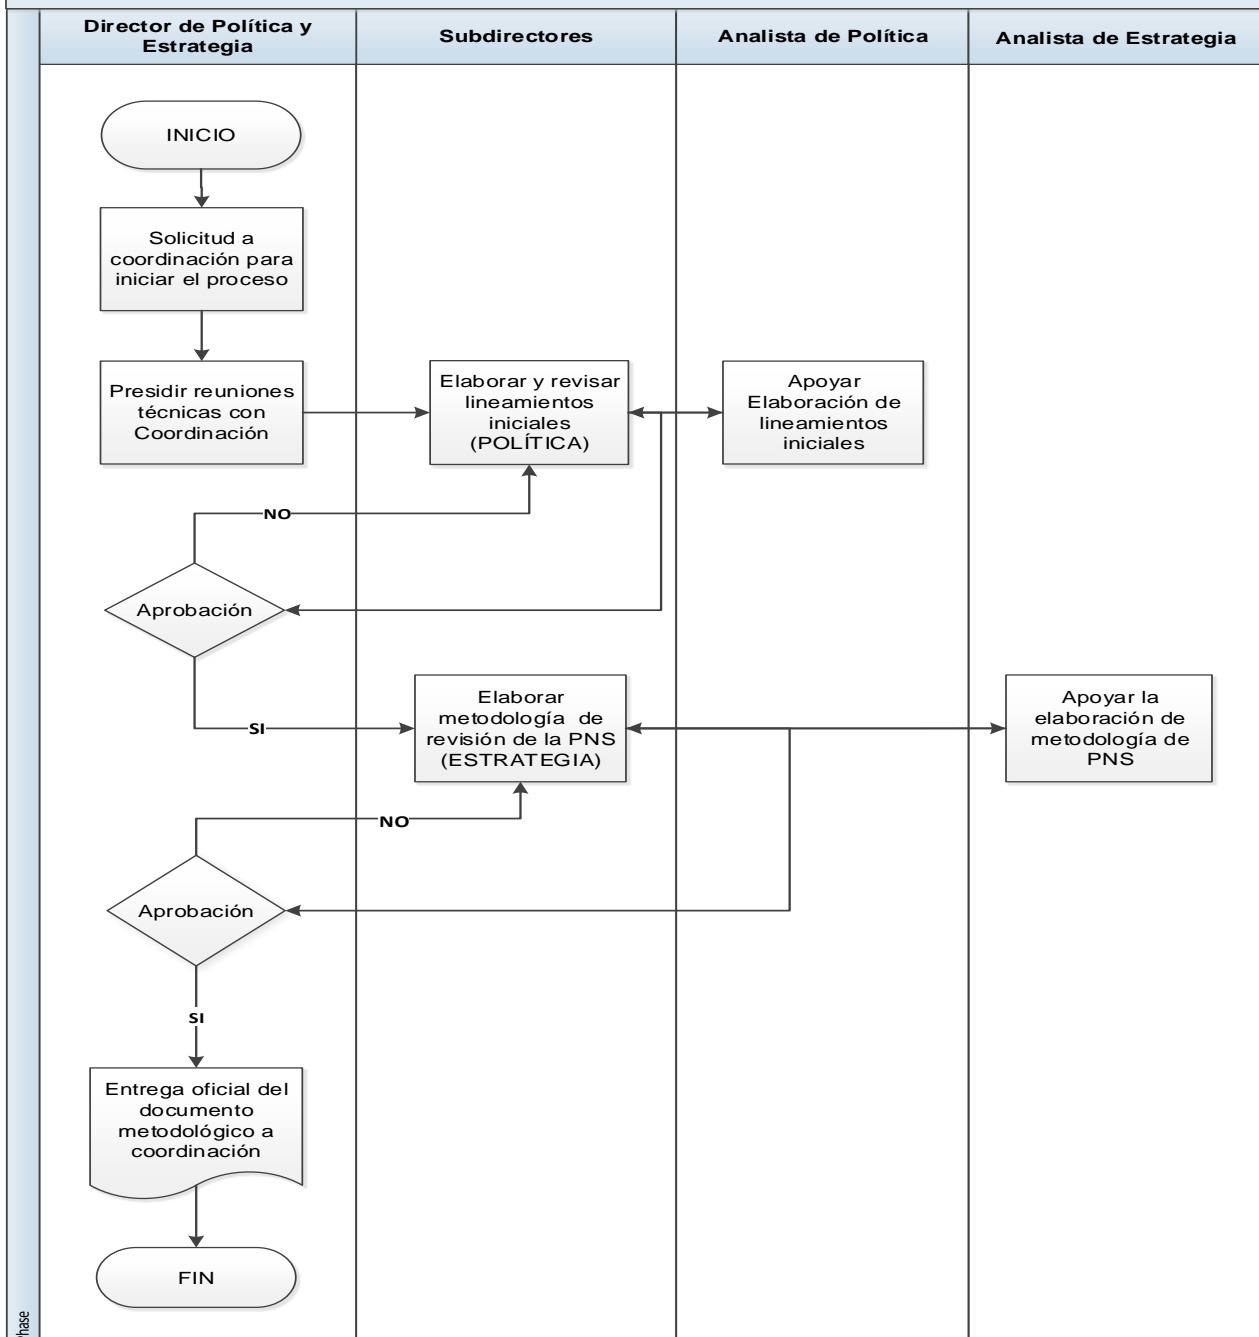 Director de Política y
Estrategia
Subdirectores
Analista de Política
Analista de Estrategia
INICIO
Solicitud a
coordinación para
iniciar el proceso
Presidir reuniones
técnicas con
Coordinación
Elaborar y revisar
lineamientos
iniciales
(POLÍTICA)
Apoyar
Elaboración de
lineamientos
iniciales
NO
Aprobación
SI
Elaborar
metodología de
revisión de la PNS
(ESTRATEGIA)
Apoyar la
elaboración de
metodología de
PNS
NO
Aprobación
SI
Entrega oficial del
documento
metodológico a
coordinación
FIN